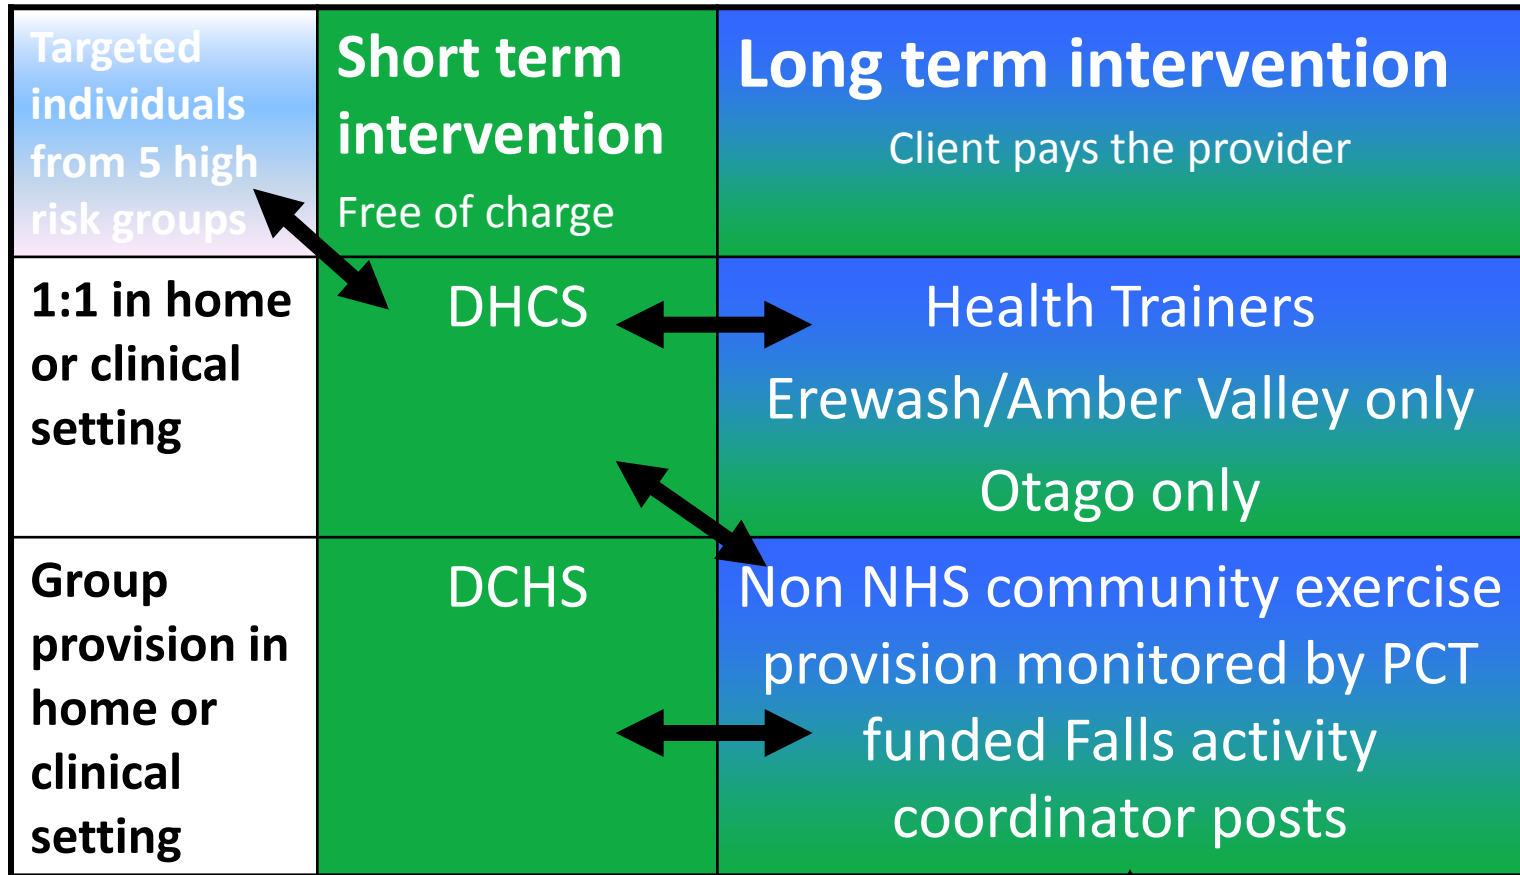 Targeted
individuals
from 5 high
risk groups
Short term
intervention
Free of charge
Long term intervention
Client pays the provider
1:1 in home
or clinical
setting
DHCS
Health Trainers
Erewash/Amber Valley only
Otago only
Group
provision in
home or
clinical
setting
DCHS
Non NHS community exercise
provision monitored by PCT
funded Falls activity
coordinator posts